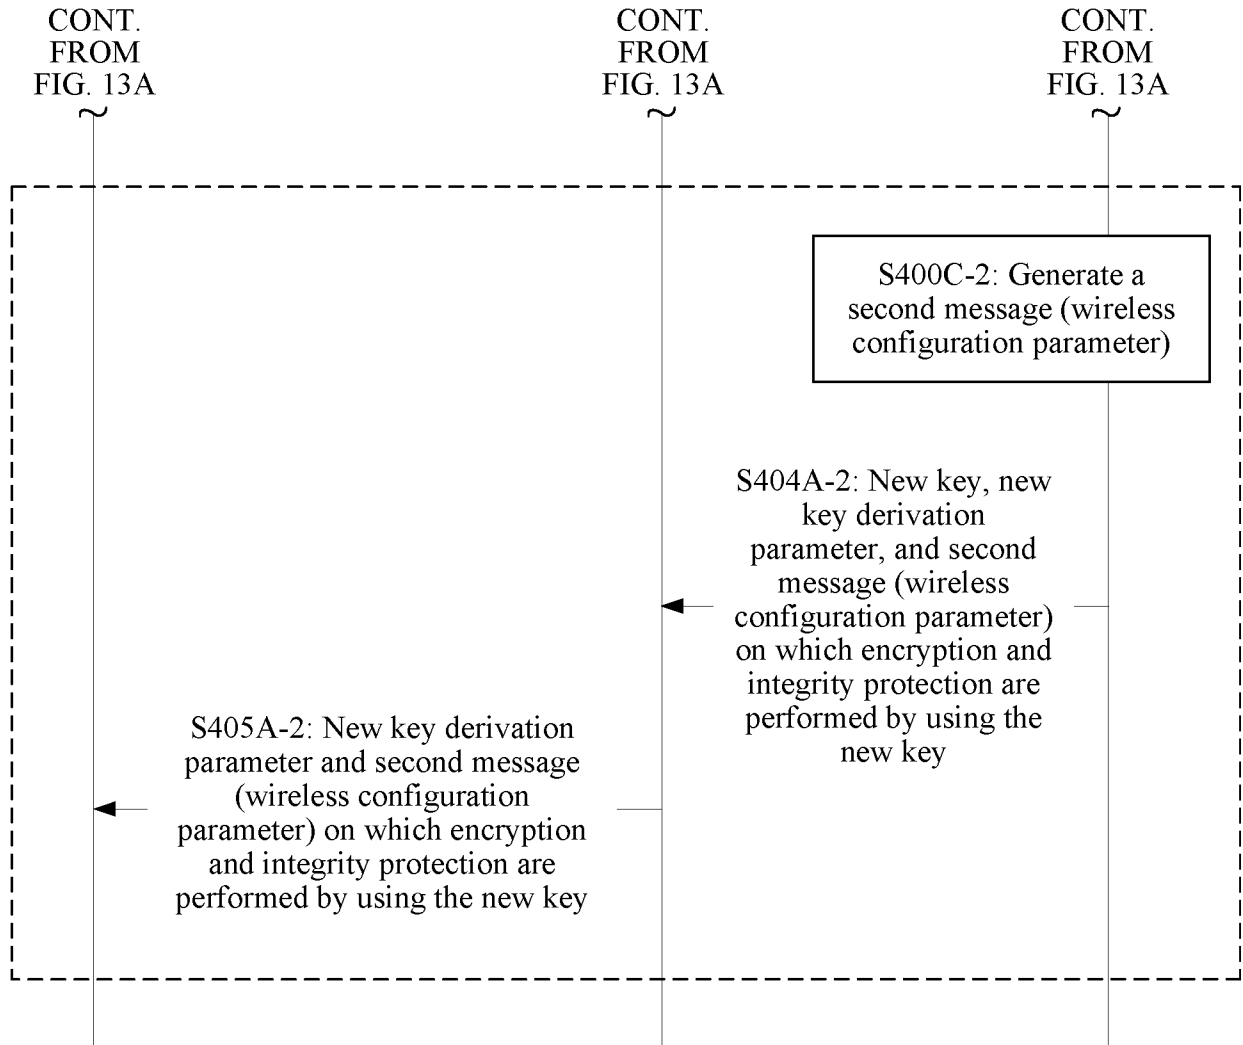 CONT.
FROM
FIG. 13A
CONT.
FROM
FIG. 13A
CONT.
FROM
FIG. 13A
S400C-2: Generate a
second message (wireless
configuration parameter)
S404A-2: New key, new
key derivation
parameter, and second
message (wireless
configuration parameter)
on which encryption and
integrity protection are
performed by using the
new key
S405A-2: New key derivation
parameter and second message
(wireless configuration
parameter) on which encryption
and integrity protection are
performed by using the new key